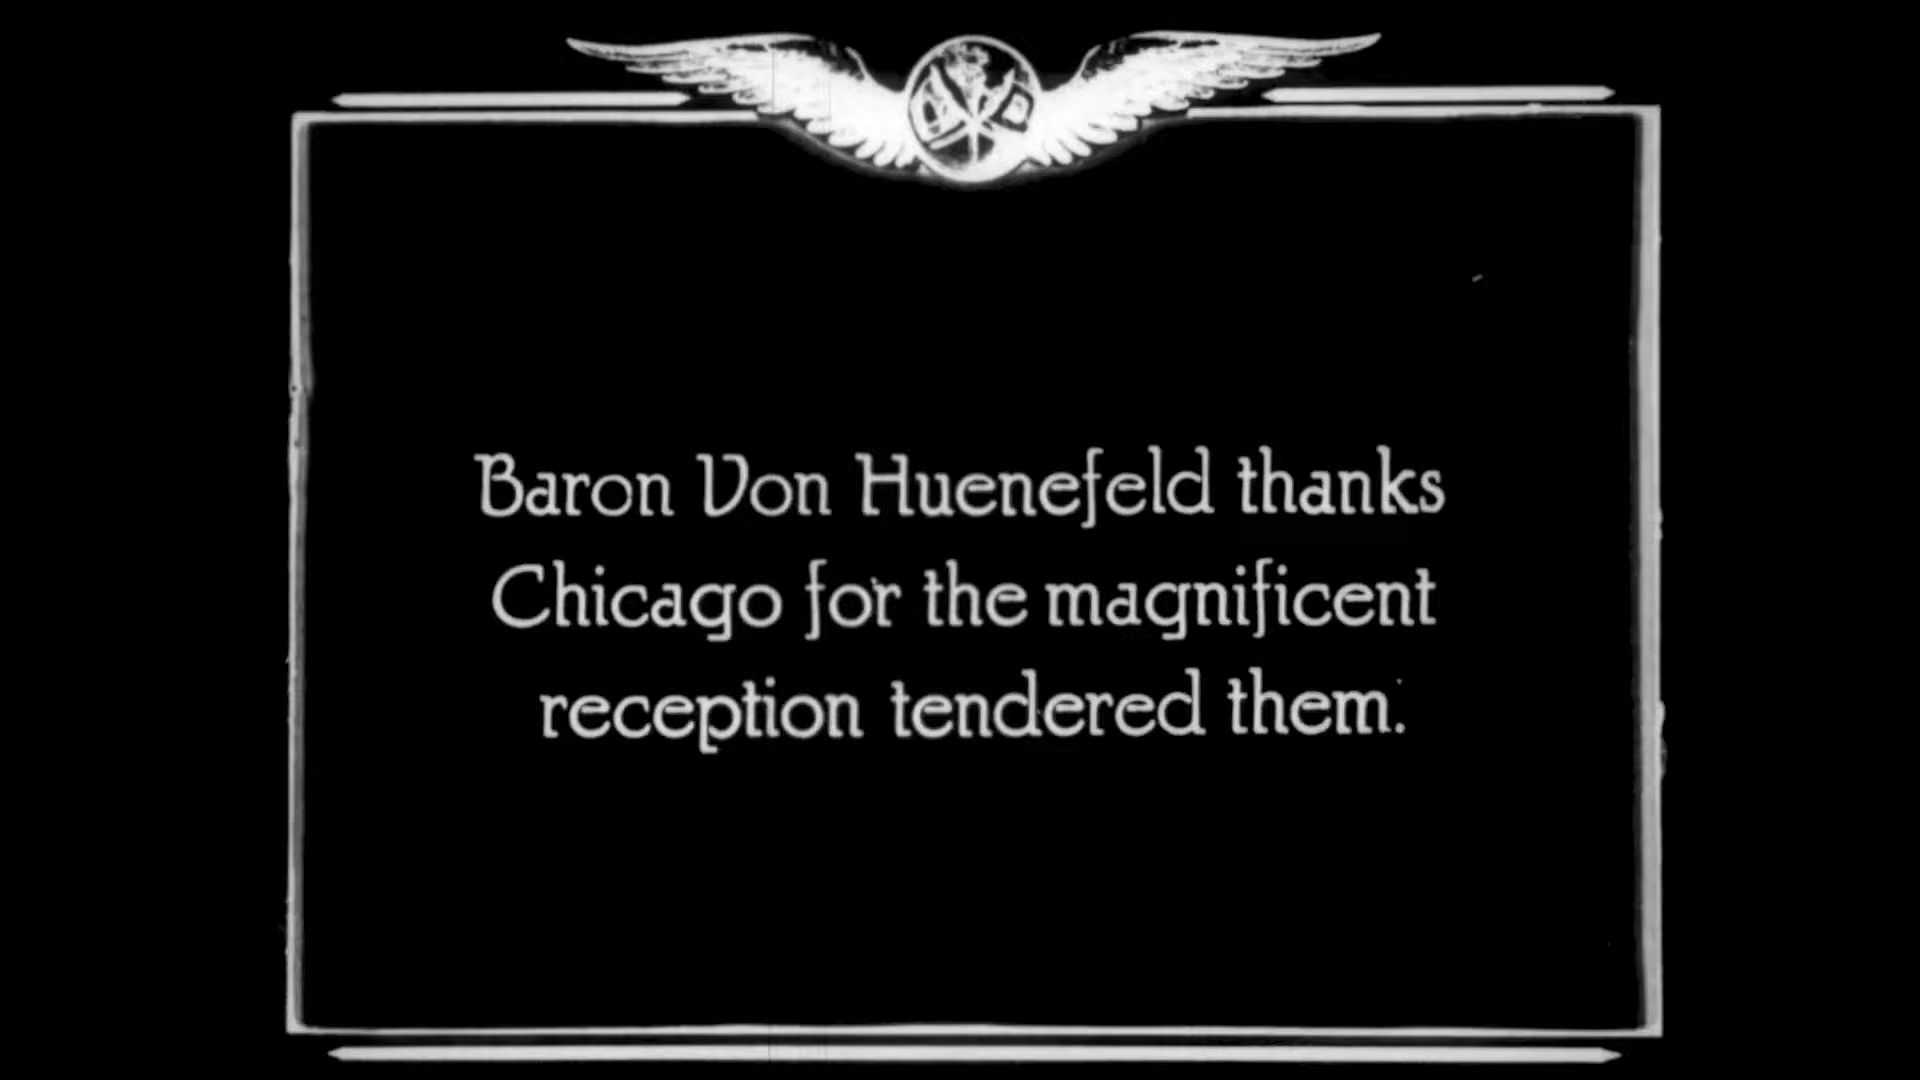 Baron Von Huenefeld thanks
Chicago for the magnificent
reception tendered them.